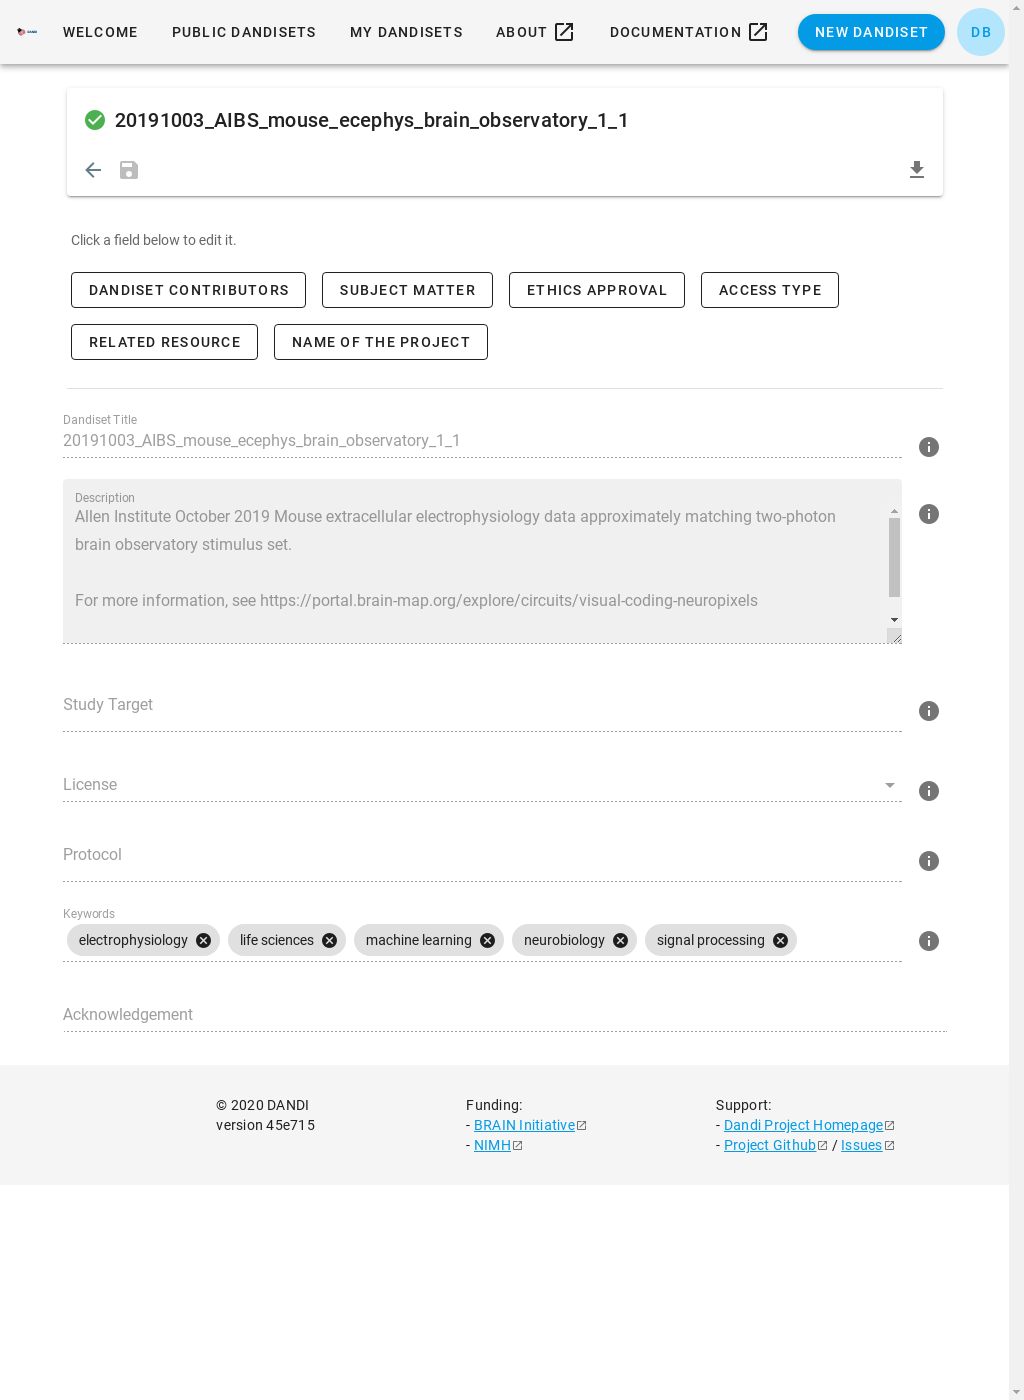 WELCOME PUBLIC DANDISETS MY DANDISETS ABOUT DOCUMENTATION NEW DANDISET DB
20191003_AIBS_mouse_ecephys_brain_observatory_1_1
Click a field below to edit it.
DANDISET CONTRIBUTORS SUBJECT MATTER ETHICS APPROVAL ACCESS TYPE
RELATED RESOURCE NAME OF THE PROJECT
Dandiset Title
20191003_AIBS_mouse_ecephys_brain_observatory_1_1
Description
Allen Institute October 2019 Mouse extracellular electrophysiology data approximately matching two-photon
brain observatory stimulus set.
For more information, see https://portal.brain-map.org/explore/circuits/visual-coding-neuropixels
Study Target
License
Protocol
Keywords
electrophysiology life sciences machine learning neurobiology signal processing
Acknowledgement
© 2020 DANDI
version 45e715
Funding:
- BRAIN Initiative
- NIMH
Support:
- Dandi Project Homepage
- Project Github / Issues